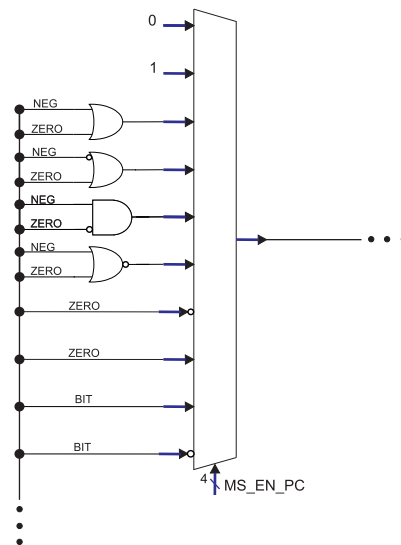 0
1
NEG
ZERO
NEG
ZERO
NEG
ZERO
NEG
ZERO
ZERO
ZERO
BIT
BIT
4
MS_EN_PC